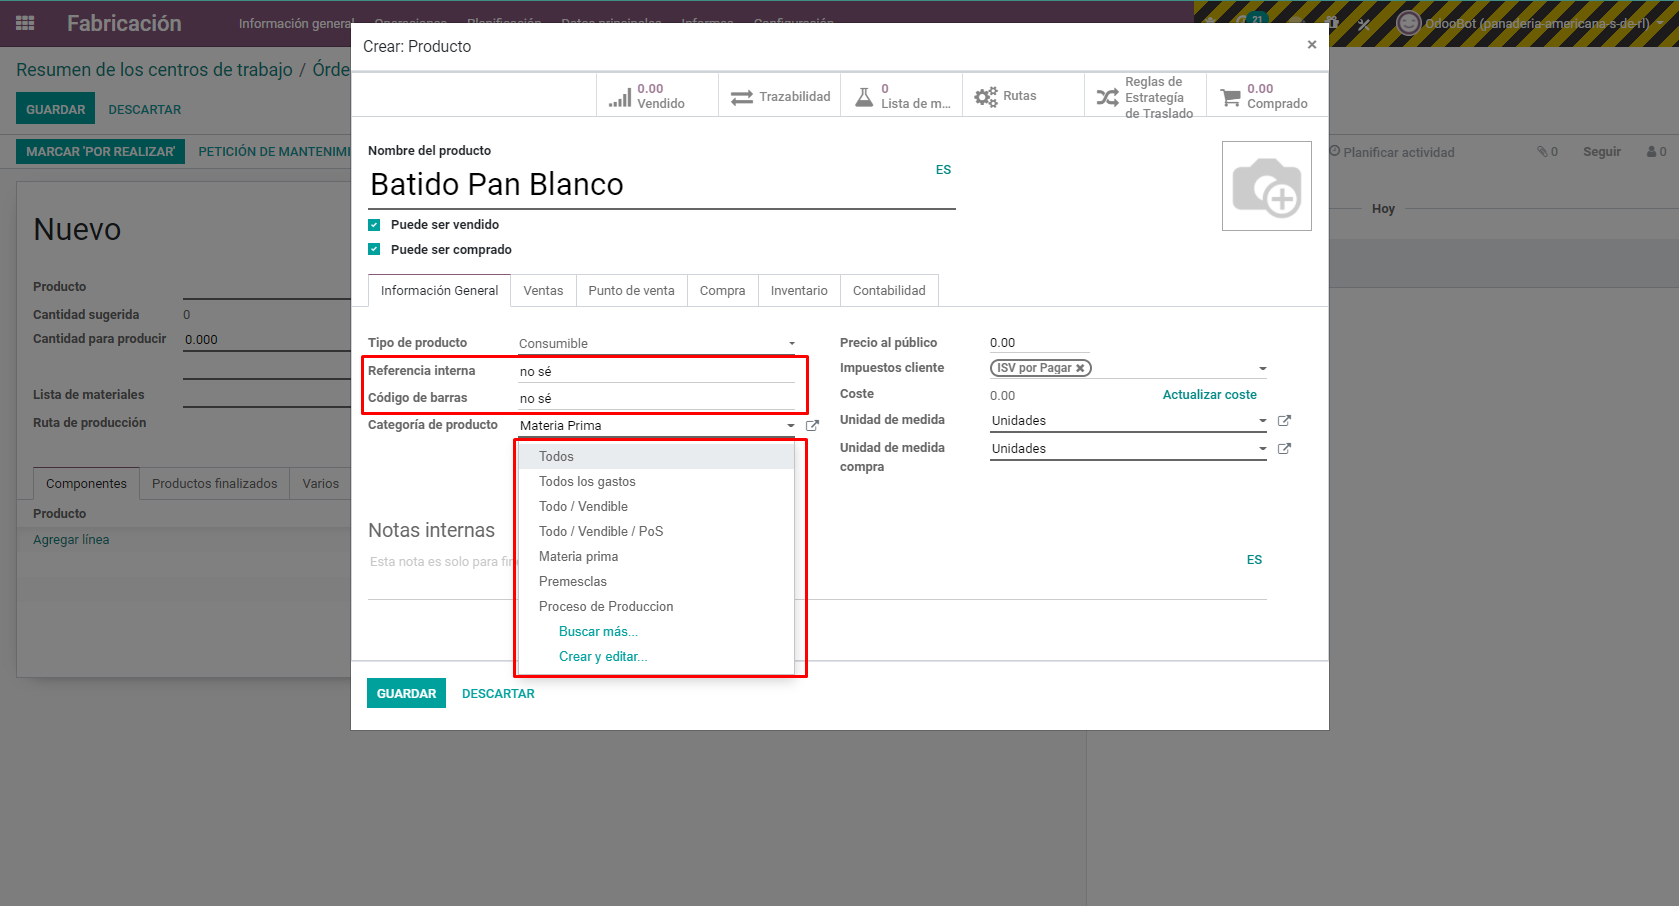 Fabricación
Información general
Operaciones
Planificación
Datos principales
Informes
Configuración
21
OdooBot (panaderia-americana-s-de-rl)
Resumen de los centros de trabajo / Órde
GUARDAR
DESCARTAR
MARCAR 'POR REALIZAR'
PETICIÓN DE MANTENIMI
Planificar actividad
0
Seguir
0
Hoy
Nuevo
Producto
Cantidad sugerida
0
Cantidad para producir
0.000
Lista de materiales
Ruta de producción
Componentes
Productos finalizados
Varios
Producto
Agregar línea
Crear: Producto
×
0.00
Vendido
Trazabilidad
0
Lista de m...
Rutas
Reglas de
Estrategía
de Traslado
0.00
Comprado
Nombre del producto
Batido Pan Blanco
ES
Puede ser vendido
Puede ser comprado
Información General
Ventas
Punto de venta
Compra
Inventario
Contabilidad
Tipo de producto
Consumible
Referencia interna
no sé
Código de barras
no sé
Categoría de producto
Materia Prima
Todos
Todos los gastos
Todo / Vendible
Todo / Vendible / PoS
Materia prima
Premesclas
Proceso de Produccion
Buscar más...
Crear y editar...
Precio al público
0.00
Impuestos cliente
ISV por Pagar
Coste
0.00
Actualizar coste
Unidad de medida
Unidades
Unidad de medida
compra
Unidades
Notas internas
Esta nota es solo para fin
ES
GUARDAR
DESCARTAR